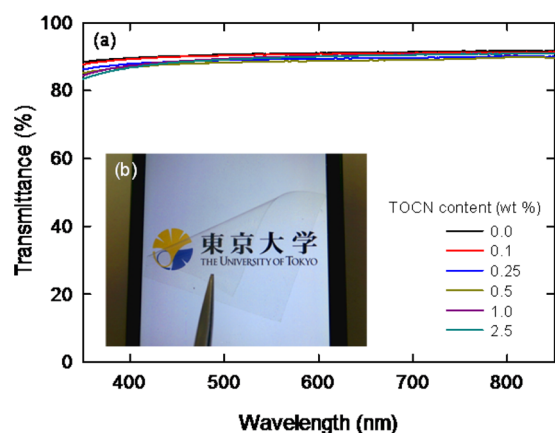 (a)
Transmittance (%)
100
80
60
40
20
0
(b)
東京大学
THE UNIVERSITY OF TOKYO
TOCN content (wt %)
0.0
0.1
0.25
0.5
1.0
2.5
400 500 600 700 800
Wavelength (nm)